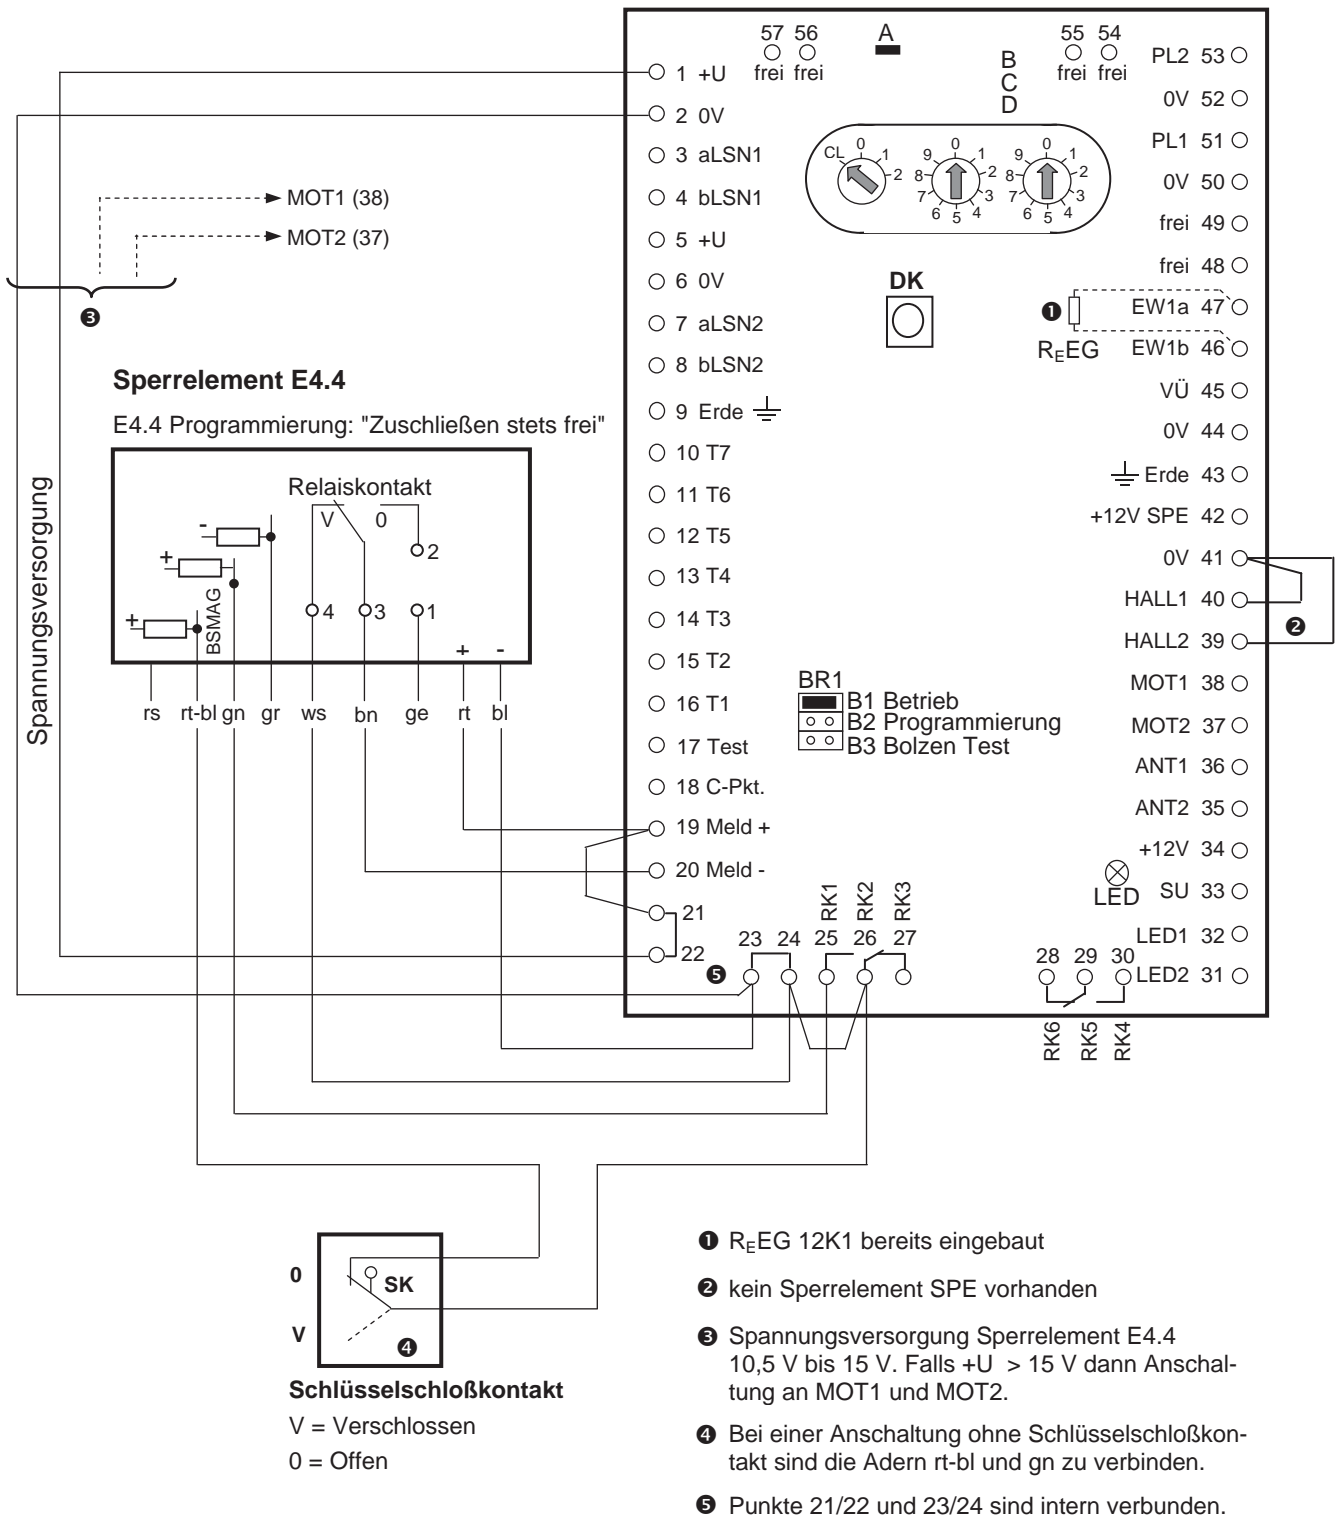 57 56
frei frei
A
B
C
D
55 54
frei frei
1 +U
2 0V
3 aLSN1
4 bLSN1
5 +U
6 0V
7 aLSN2
8 bLSN2
9 Erde
10 T7
11 T6
12 T5
13 T4
14 T3
15 T2
16 T1
17 Test
18 C-Pkt.
19 Meld +
20 Meld -
21
22
PL2 53
0V 52
PL1 51
0V 50
frei 49
frei 48
EW1a 47
EW1b 46
VÜ 45
0V 44
Erde 43
+12V SPE 42
0V 41
HALL1 40
HALL2 39
MOT1 38
MOT2 37
ANT1 36
ANT2 35
+12V 34
SU 33
LED1 32
LED2 31
CL 0 1 2
0 1 2 3 4 5 6 7 8 9
0 1 2 3 4 5 6 7 8 9
DK
❶
REEG
❷
BR1
B1 Betrieb
B2 Programmierung
B3 Bolzen Test
LED
RK1 RK2 RK3
❺ 23 24 25 26 27
28 29 30
RK6 RK5 RK4
MOT1 (38)
MOT2 (37)
❸
Spannungsversorgung
Sperrelement E4.4
E4.4 Programmierung: "Zuschließen stets frei"
Relaiskontakt
V 0
-
+
+
BSMAG
2
4 3 1
+ -
rs rt-bl gn gr ws bn ge rt bl
0
SK
V
❹
Schlüsselschloßkontakt
V = Verschlossen
0 = Offen
❶ REEG 12K1 bereits eingebaut
❷ kein Sperrelement SPE vorhanden
❸ Spannungsversorgung Sperrelement E4.4
10,5 V bis 15 V. Falls +U > 15 V dann Anschal-
tung an MOT1 und MOT2.
❹ Bei einer Anschaltung ohne Schlüsselschloßkon-
takt sind die Adern rt-bl und gn zu verbinden.
❺ Punkte 21/22 und 23/24 sind intern verbunden.